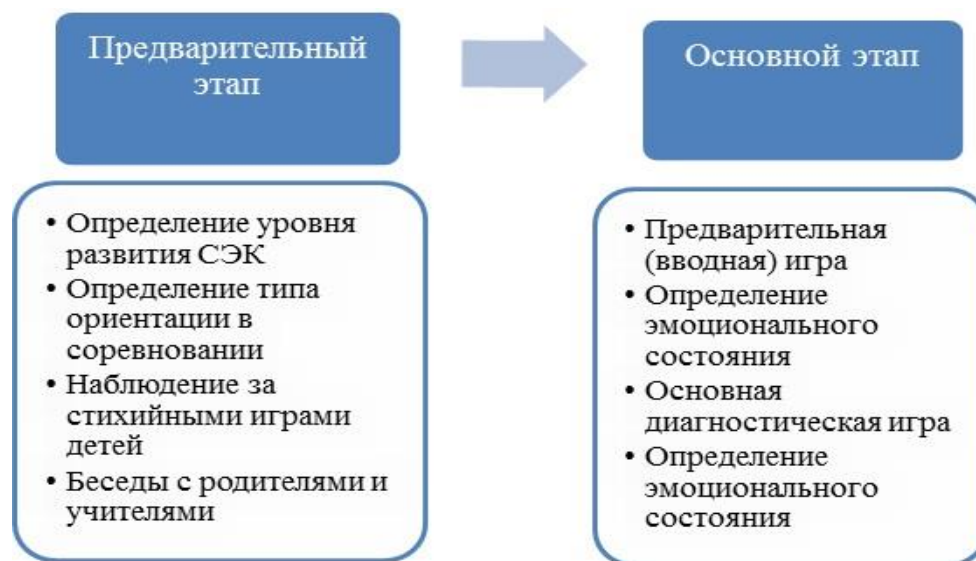 Предварительный
этап
Основной этап
• Определение уровня
развития СЭК
• Определение типа
ориентации в
соревновании
• Наблюдение за
стихийными играми
детей
• Беседы с родителями и
учителями
• Предварительная
(вводная) игра
• Определение
эмоционального
состояния
• Основная
диагностическая игра
• Определение
эмоционального
состояния